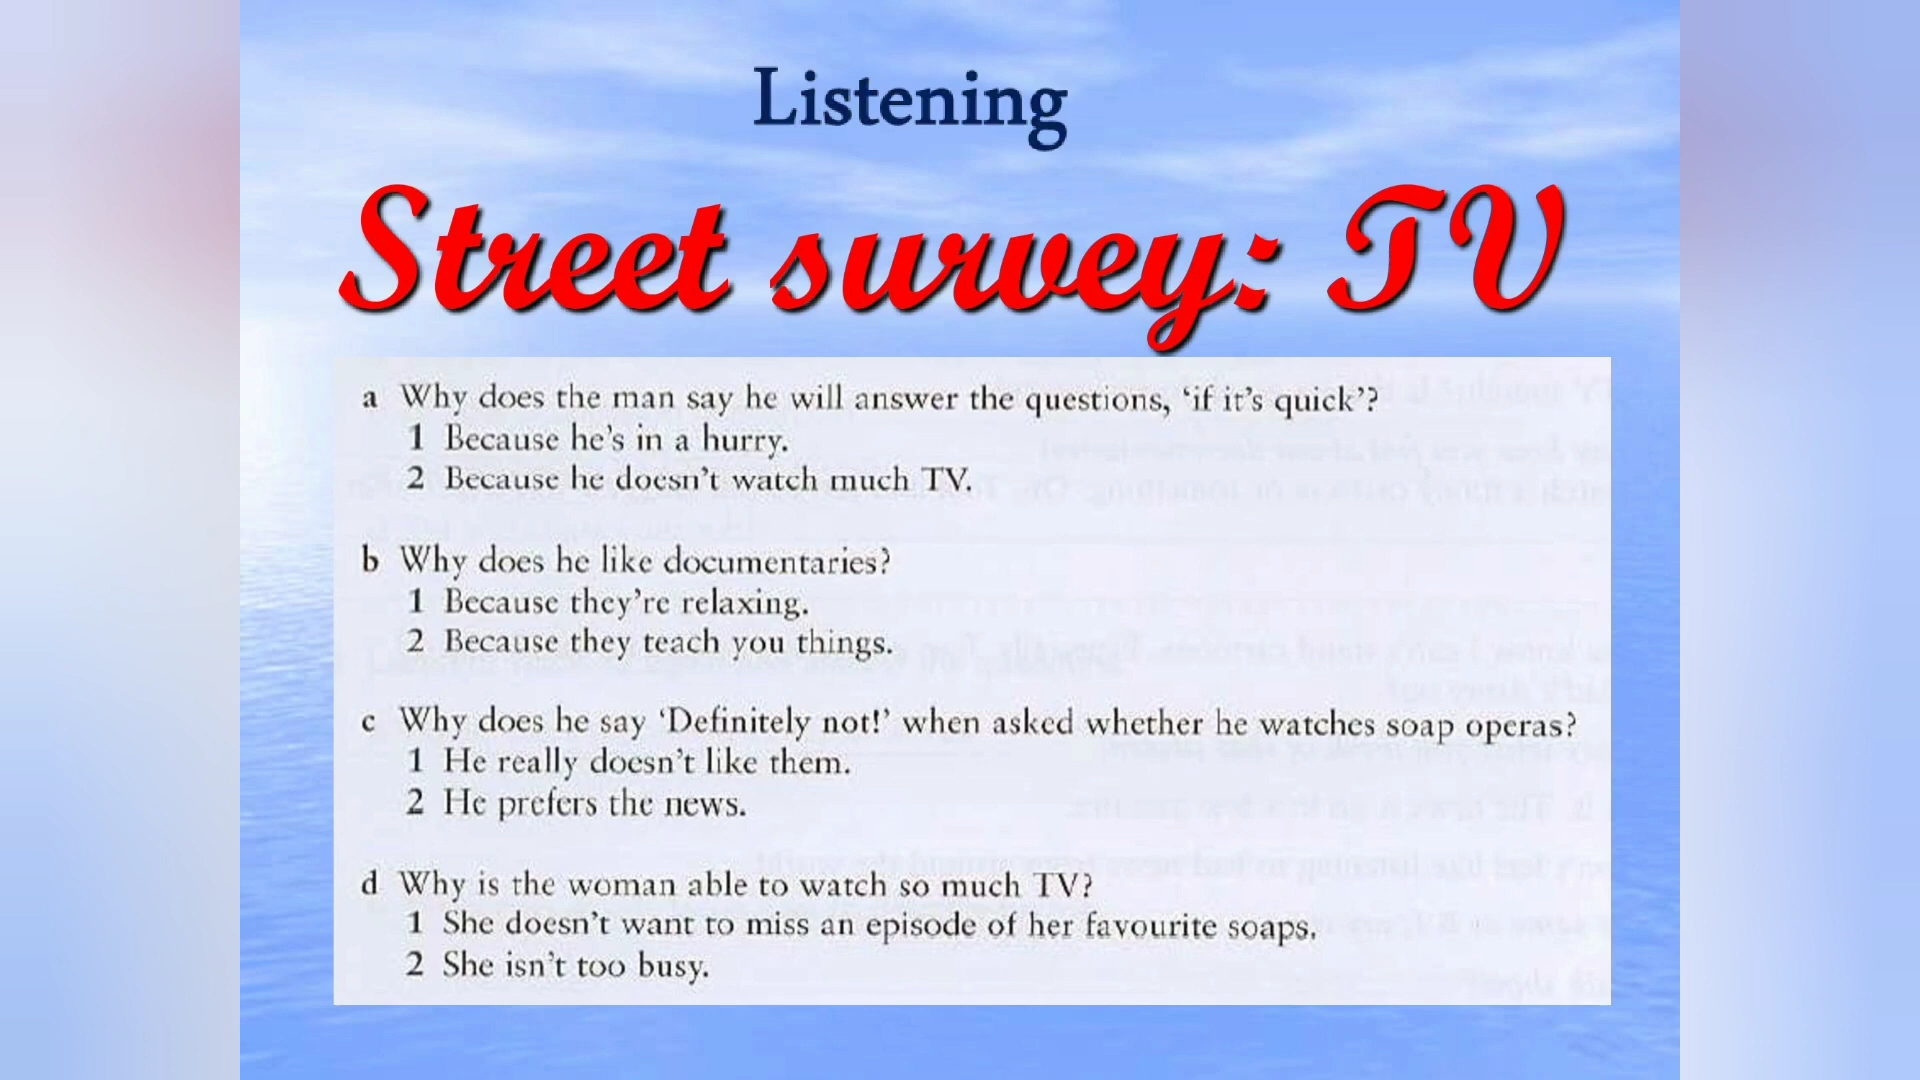 Listening
Street survey: TV
a Why does the man say he will answer the questions, ‘if it’s quick’?
1 Because he’s in a hurry.
2 Because he doesn’t watch much TV.
b Why does he like documentaries?
1 Because they’re relaxing.
2 Because they teach you things.
c Why does he say ‘Definitely not!’ when asked whether he watches soap operas?
1 He really doesn’t like them.
2 He prefers the news.
d Why is the woman able to watch so much TV?
1 She doesn’t want to miss an episode of her favourite soaps.
2 She isn’t too busy.